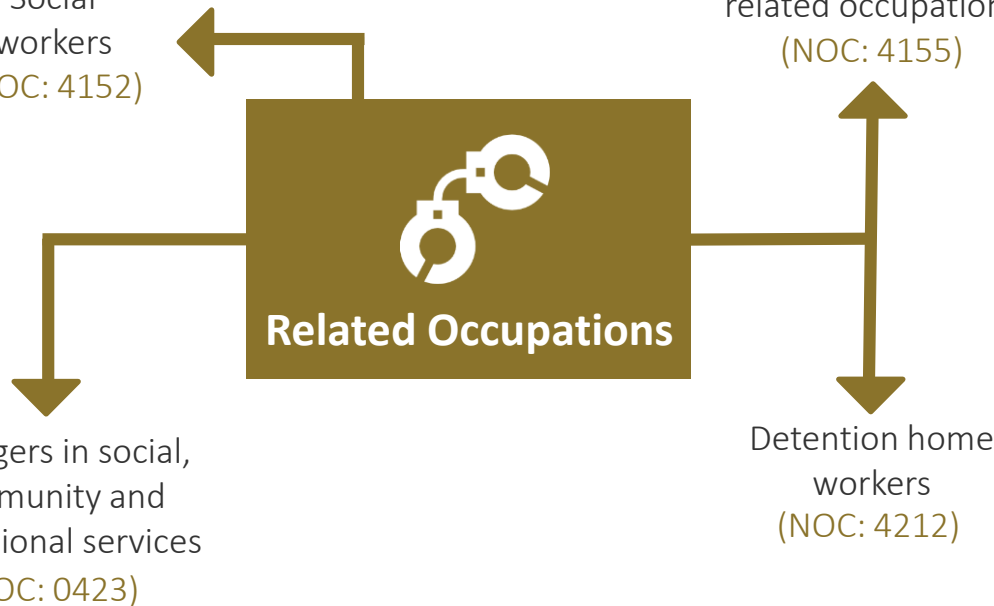 Social
workers
OC: 4152)
related occupation
(NOC: 4155)
Related Occupations
gers in social,
munity and
ional services
OC: 0423)
Detention home
workers
(NOC: 4212)